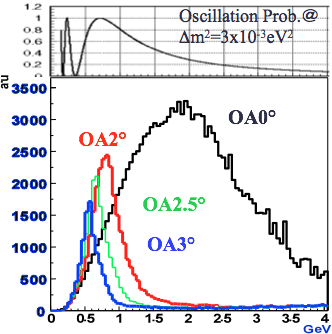 Oscillation Prob.@
Δm²=3x10⁻³eV²
1.2
1
0.8
0.6
0.4
0.2
0
au
3500
3000
2500
2000
1500
1000
500
0
OA0°
OA2°
OA2.5°
OA3°
0 0.5 1 1.5 2 2.5 3 3.5 4
GeV